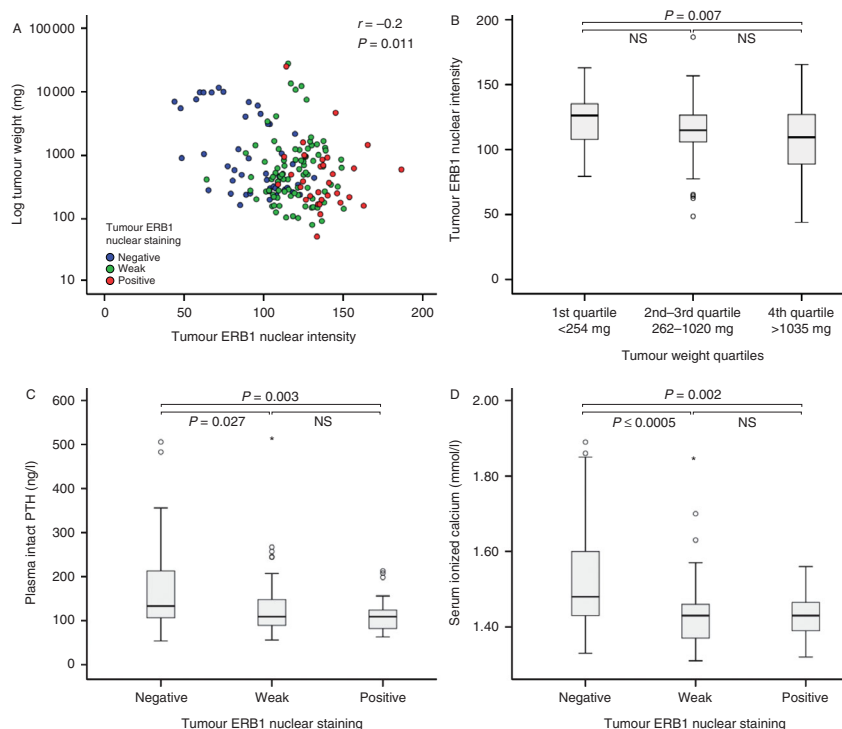 A
r = –0.2
P = 0.011
100 000
10000
1000
100
10
Log tumour weight (mg)
Tumour ERB1
nuclear staining
Negative
Weak
Positive
0
50
100
150
200
Tumour ERB1 nuclear intensity
B
P = 0.007
NS
NS
200
150
100
50
0
Tumour ERB1 nuclear intensity
1st quartile
<254 mg
2nd–3rd quartile
262–1020 mg
4th quartile
>1035 mg
Tumour weight quartiles
C
P = 0.003
P = 0.027
NS
600
500
400
300
200
100
0
Plasma intact PTH (ng/l)
*
Negative
Weak
Positive
Tumour ERB1 nuclear staining
D
P = 0.002
P ≤ 0.0005
NS
2.00
1.80
1.60
1.40
Serum ionized calcium (mmol/l)
*
Negative
Weak
Positive
Tumour ERB1 nuclear staining